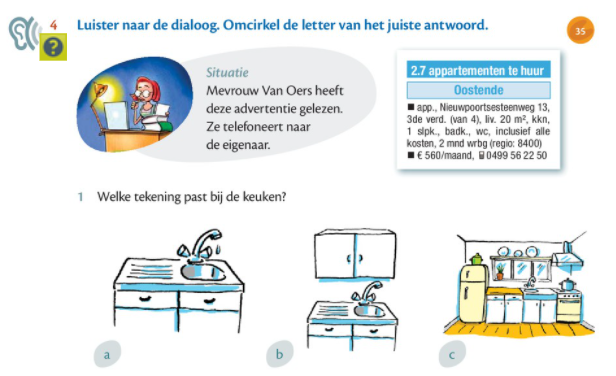 4 Luister naar de dialoog. Omcirkel de letter van het juiste antwoord.
35
?
Situatie
Mevrouw Van Oers heeft
deze advertentie gelezen.
Ze telefoneert naar
de eigenaar.
2.7 appartementen te huur
Oostende
■ app., Nieuwpoortsesteenweg 13,
3de verd. (van 4), liv. 20 m², kkn,
1 slpk., badk., wc, inclusief alle
kosten, 2 mnd wrbg (regio: 8400)
■ € 560/maand, 0499 56 22 50
1 Welke tekening past bij de keuken?
a
b
c